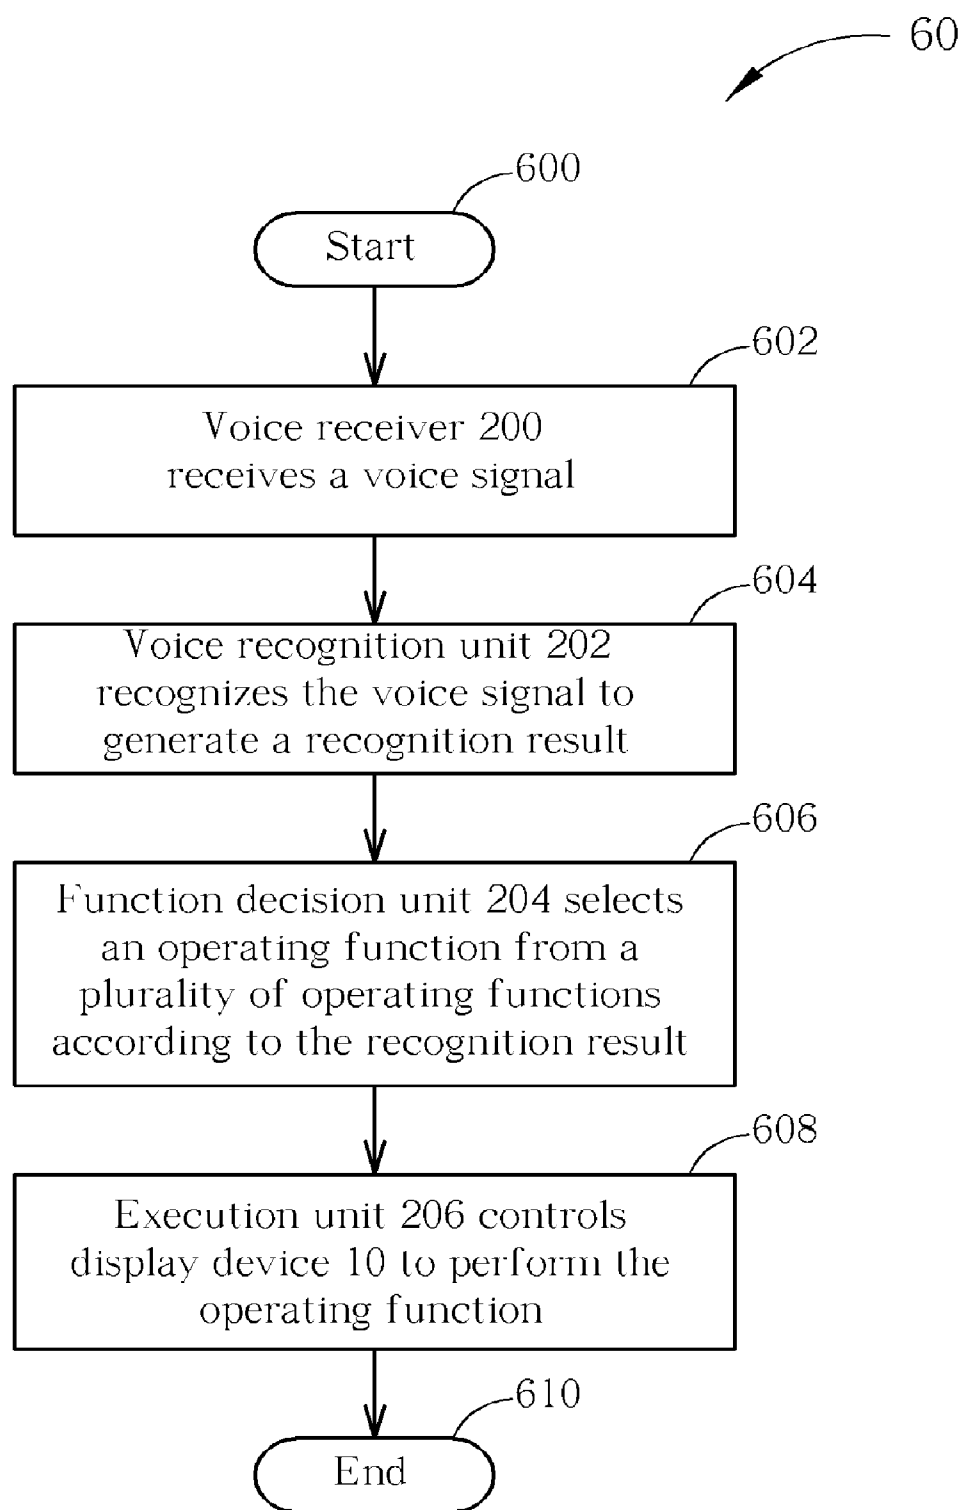 60
600
Start
602
Voice receiver 200
receives a voice signal
604
Voice recognition unit 202
recognizes the voice signal to
generate a recognition result
606
Function decision unit 204 selects
an operating function from a
plurality of operating functions
according to the recognition result
608
Execution unit 206 controls
display device 10 to perform the
operating function
610
End